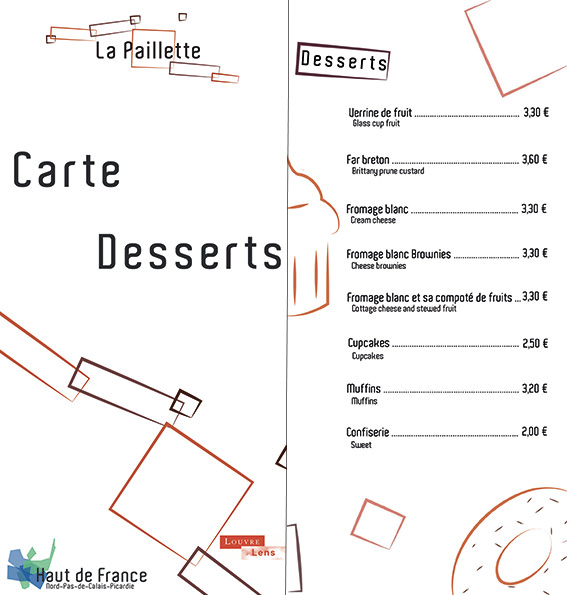 La Paillette
Carte
Desserts
Haut de France
Nord-Pas-de-Calais-Picardie
LOUVRE
Lens
Desserts
Verrine de fruit ........................................ 3,30 €
Glass cup fruit
Far breton ................................................ 3,60 €
Brittany prune custard
Fromage blanc ......................................... 3,30 €
Cream cheese
Fromage blanc Brownies ......................... 3,30 €
Cheese brownies
Fromage blanc et sa compoté de fruits ... 3,30 €
Cottage cheese and stewed fruit
Cupcakes ................................................. 2,50 €
Cupcakes
Muffins .................................................... 3,20 €
Muffins
Confiserie ................................................ 2,00 €
Sweet